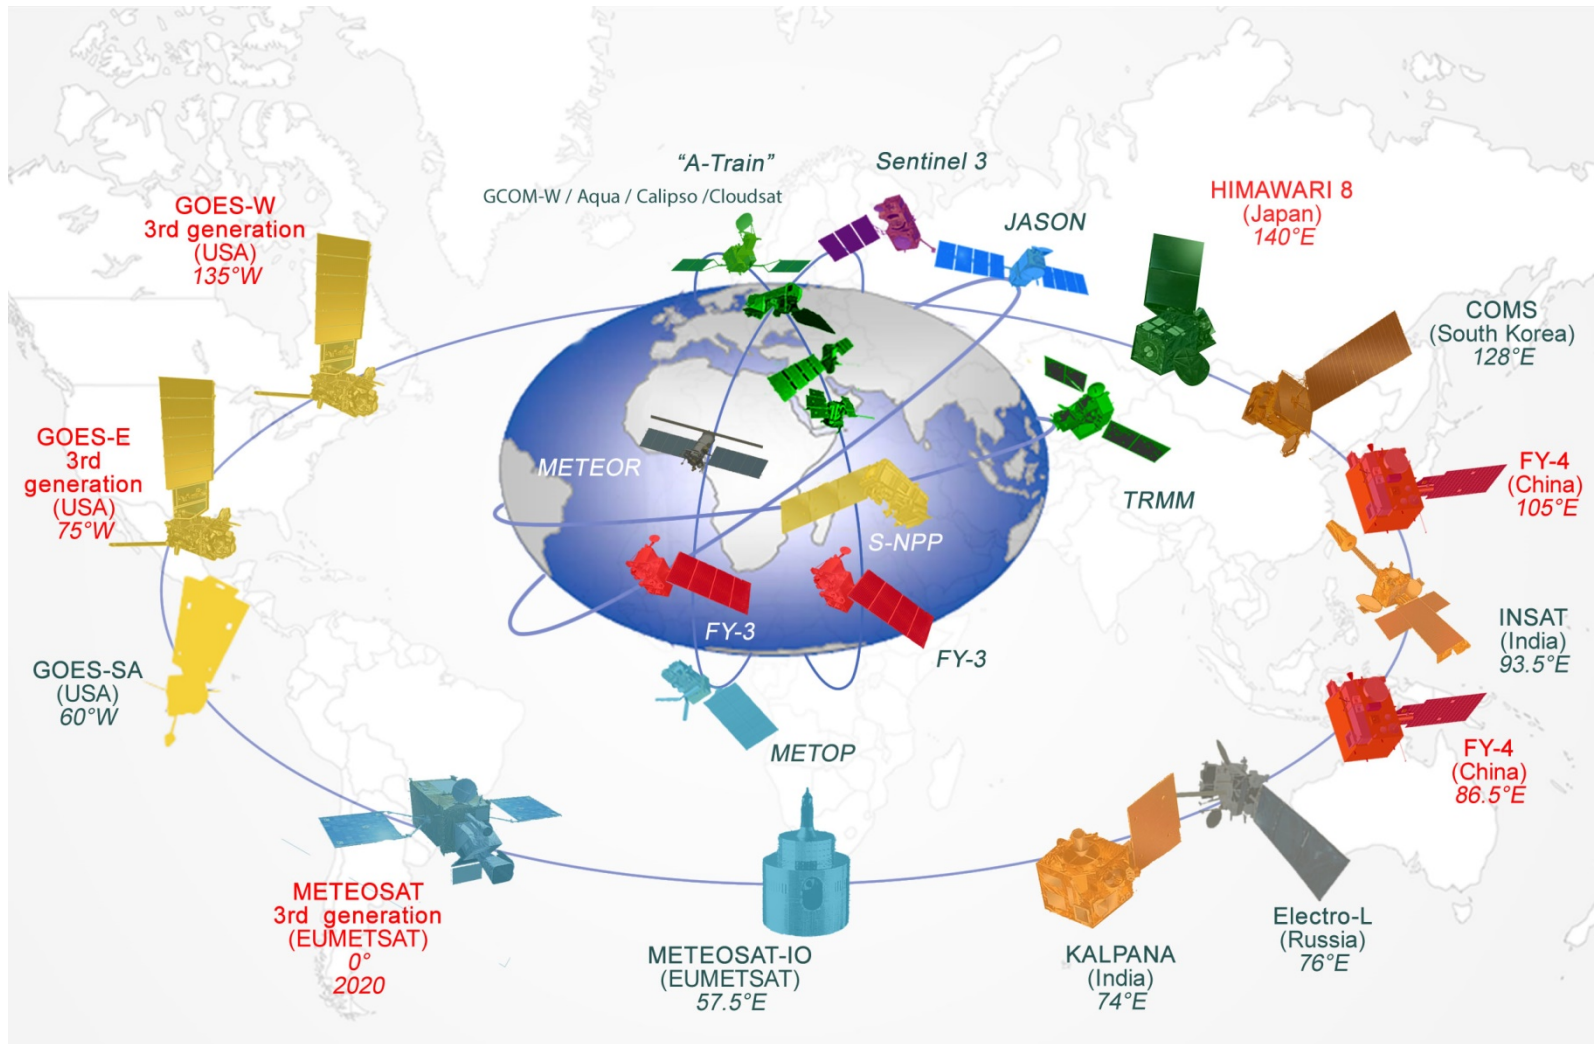 "A-Train"
GCOM-W / Aqua / Calipso /Cloudsat
Sentinel 3
JASON
GOES-W
3rd generation
(USA)
135°W
HIMAWARI 8
(Japan)
140°E
COMS
(South Korea)
128°E
GOES-E
3rd
generation
(USA)
75°W
METEOR
TRMM
FY-4
(China)
105°E
S-NPP
FY-3
FY-3
INSAT
(India)
93.5°E
GOES-SA
(USA)
60°W
METOP
FY-4
(China)
86.5°E
METEOSAT
3rd generation
(EUMETSAT)
0°
2020
METEOSAT-IO
(EUMETSAT)
57.5°E
KALPANA
(India)
74°E
Electro-L
(Russia)
76°E